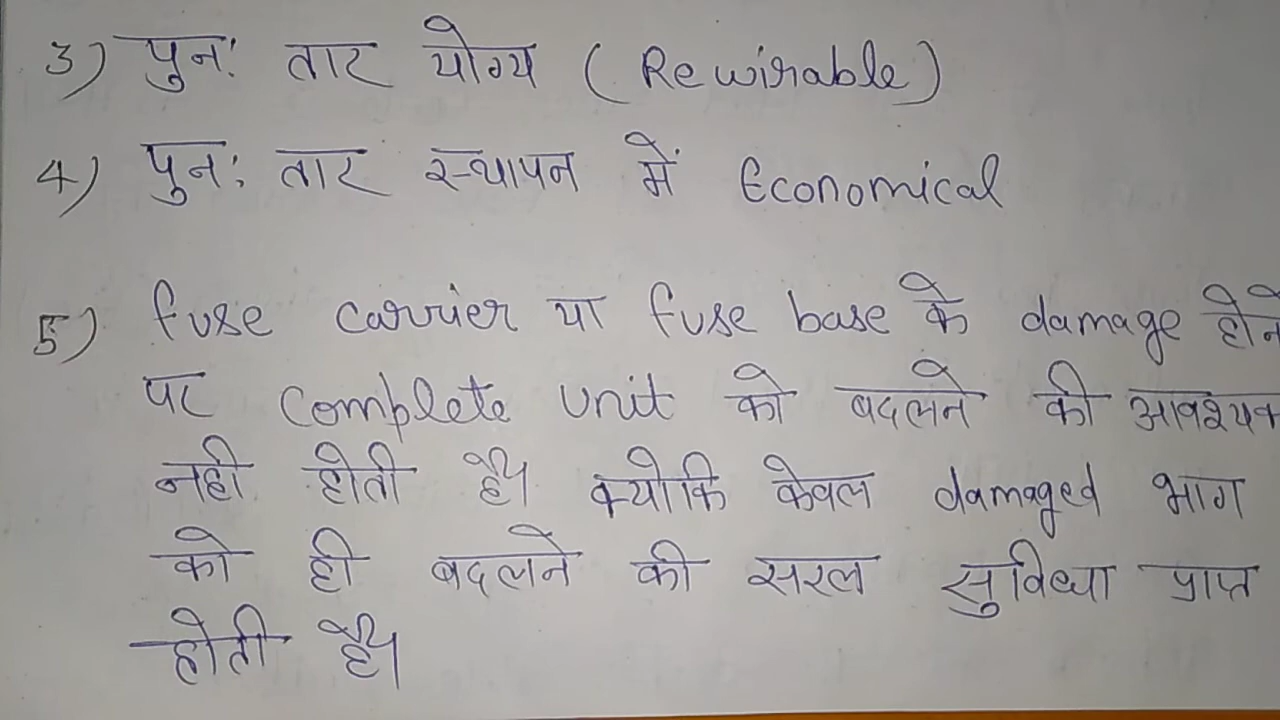 3) पुन: तार योग्य (Rewirable)
4) पुन: तार स्थापन में Economical
5) fuse carrier या fuse base के damage होने
पर complete unit को बदलने की आवश्यक
नही होती है। क्योकि केवल damaged भाग
को ही बदलने की सरल सुविधा प्राप्त
होती है।